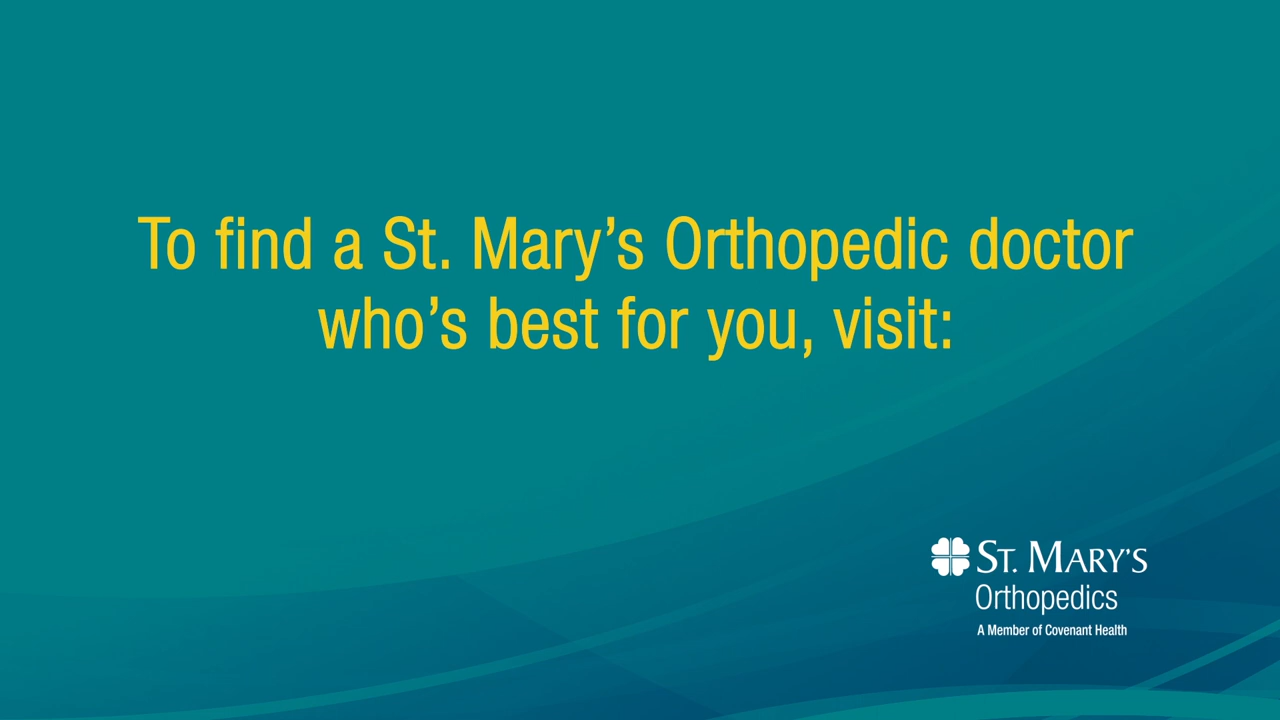 To find a St. Mary’s Orthopedic doctor
who’s best for you, visit:
St. Mary’s
Orthopedics
A Member of Covenant Health